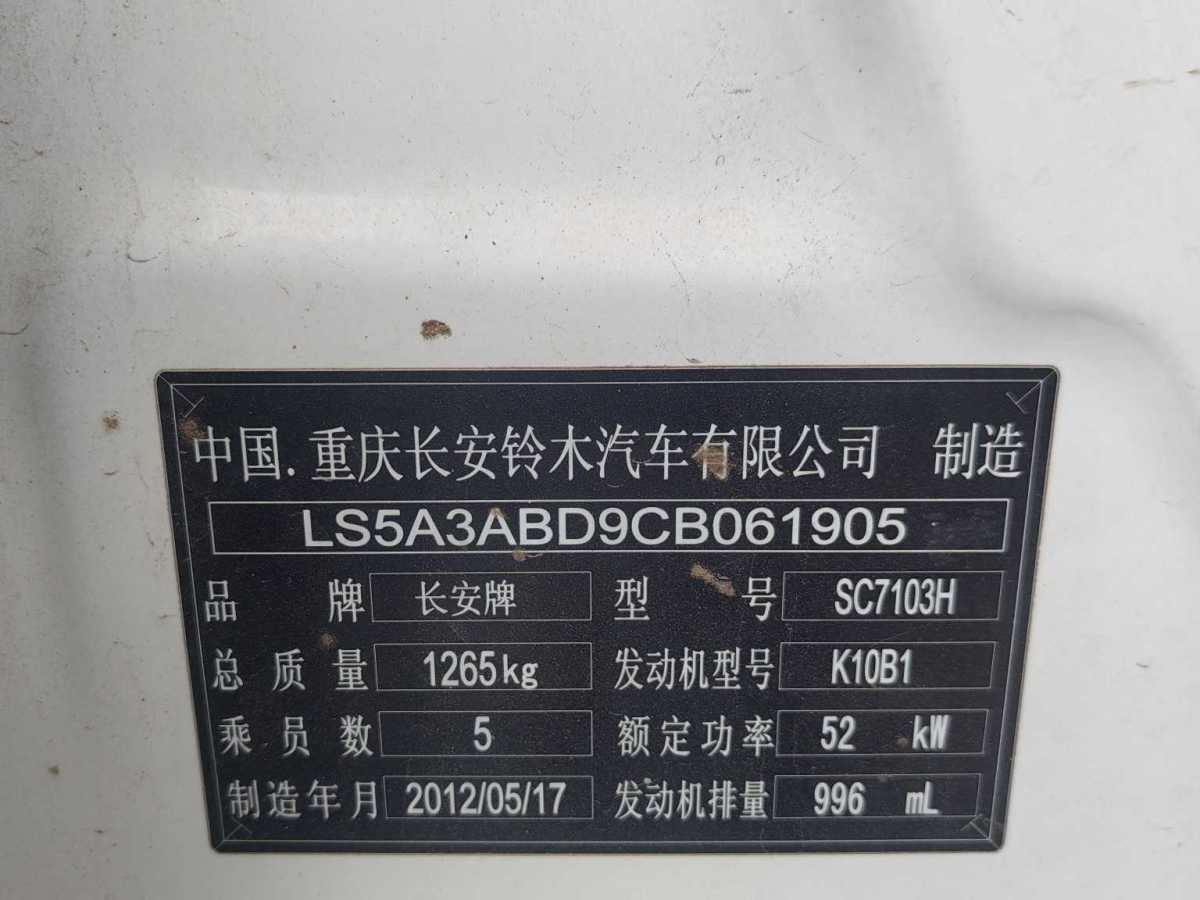 中国.重庆长安铃木汽车有限公司 制造
LS5A3ABD9CB061905
品牌 长安牌 型号 SC7103H
总质量 1265kg 发动机型号 K10B1
乘员数 5 额定功率 52 kW
制造年月 2012/05/17 发动机排量 996 mL